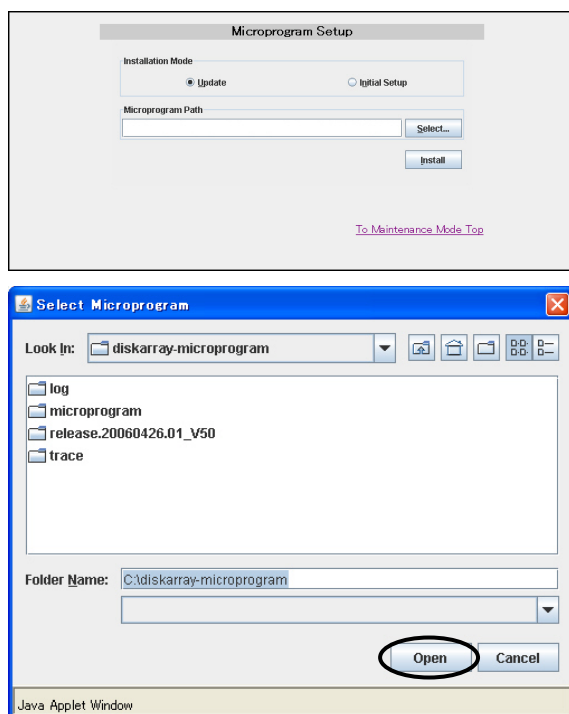 Microprogram Setup
Installation Mode
Update Initial Setup
Microprogram Path
Select...
Install
To Maintenance Mode Top
Select Microprogram
Look In: diskarray-microprogram
log
microprogram
release.20060426.01_V50
trace
Folder Name: C:\diskarray-microprogram
Open Cancel
Java Applet Window